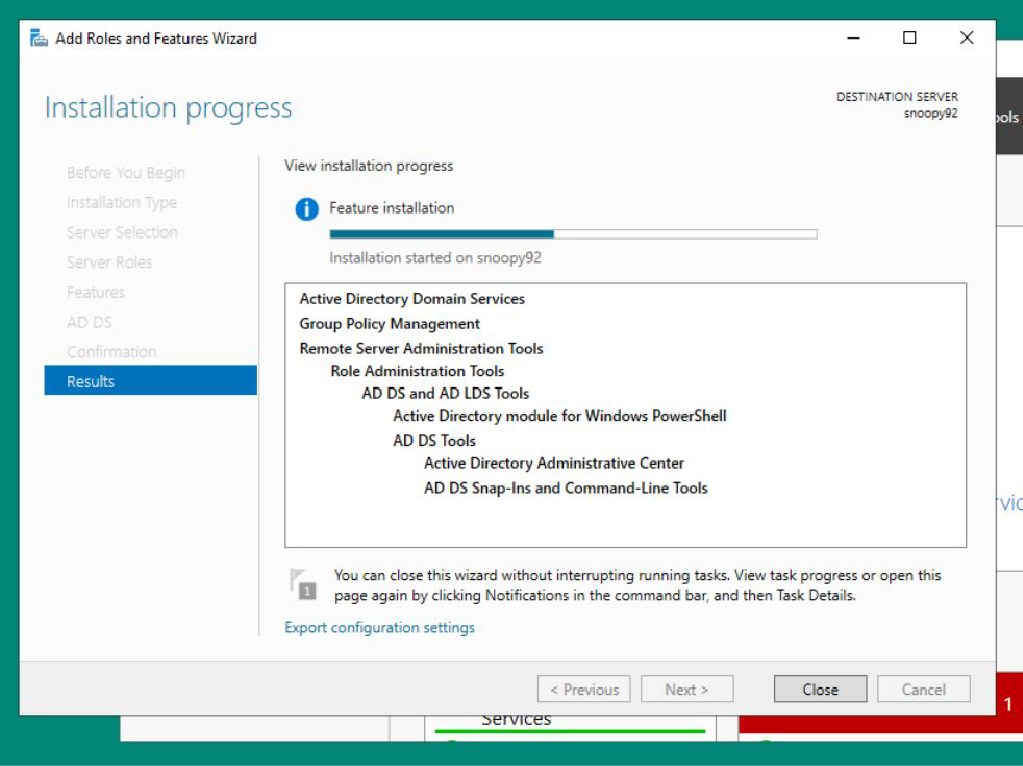 Add Roles and Features Wizard
Installation progress
DESTINATION SERVER
snoopy92
Before You Begin
Installation Type
Server Selection
Server Roles
Features
AD DS
Confirmation
Results
View installation progress
Feature installation
Installation started on snoopy92
Active Directory Domain Services
Group Policy Management
Remote Server Administration Tools
Role Administration Tools
AD DS and AD LDS Tools
Active Directory module for Windows PowerShell
AD DS Tools
Active Directory Administrative Center
AD DS Snap-Ins and Command-Line Tools
1
You can close this wizard without interrupting running tasks. View task progress or open this
page again by clicking Notifications in the command bar, and then Task Details.
Export configuration settings
< Previous
Next >
Close
Cancel
Services
1